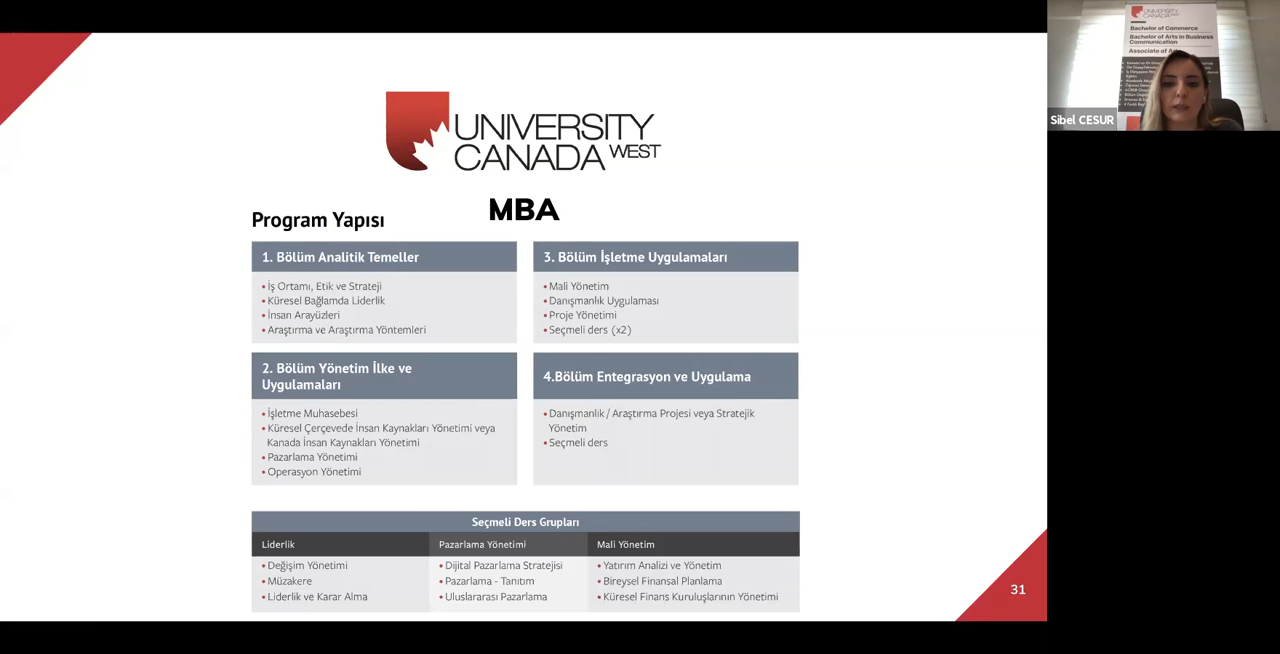 UNIVERSITY
CANADA WEST
MBA
Program Yapısı
1. Bölüm Analitik Temeller
• İş Ortamı, Etik ve Strateji
• Küresel Bağlamda Liderlik
• İnsan Arayüzleri
• Araştırma ve Araştırma Yöntemleri
3. Bölüm İşletme Uygulamaları
• Mali Yönetim
• Danışmanlık Uygulaması
• Proje Yönetimi
• Seçmeli ders (x2)
2. Bölüm Yönetim İlke ve
Uygulamaları
• İşletme Muhasebesi
• Küresel Çerçevede İnsan Kaynakları Yönetimi veya
Kanada İnsan Kaynakları Yönetimi
• Pazarlama Yönetimi
• Operasyon Yönetimi
4.Bölüm Entegrasyon ve Uygulama
• Danışmanlık / Araştırma Projesi veya Stratejik
Yönetim
• Seçmeli ders
Seçmeli Ders Grupları
Liderlik
• Değişim Yönetimi
• Müzakere
• Liderlik ve Karar Alma
Pazarlama Yönetimi
• Dijital Pazarlama Stratejisi
• Pazarlama - Tanıtım
• Uluslararası Pazarlama
Mali Yönetim
• Yatırım Analizi ve Yönetim
• Bireysel Finansal Planlama
• Küresel Finans Kuruluşlarının Yönetimi
31
UNIVERSITY
CANADA
Bachelor of Commerce
Bachelor of Arts in Business
Communication
Associate of
Sibel CESUR